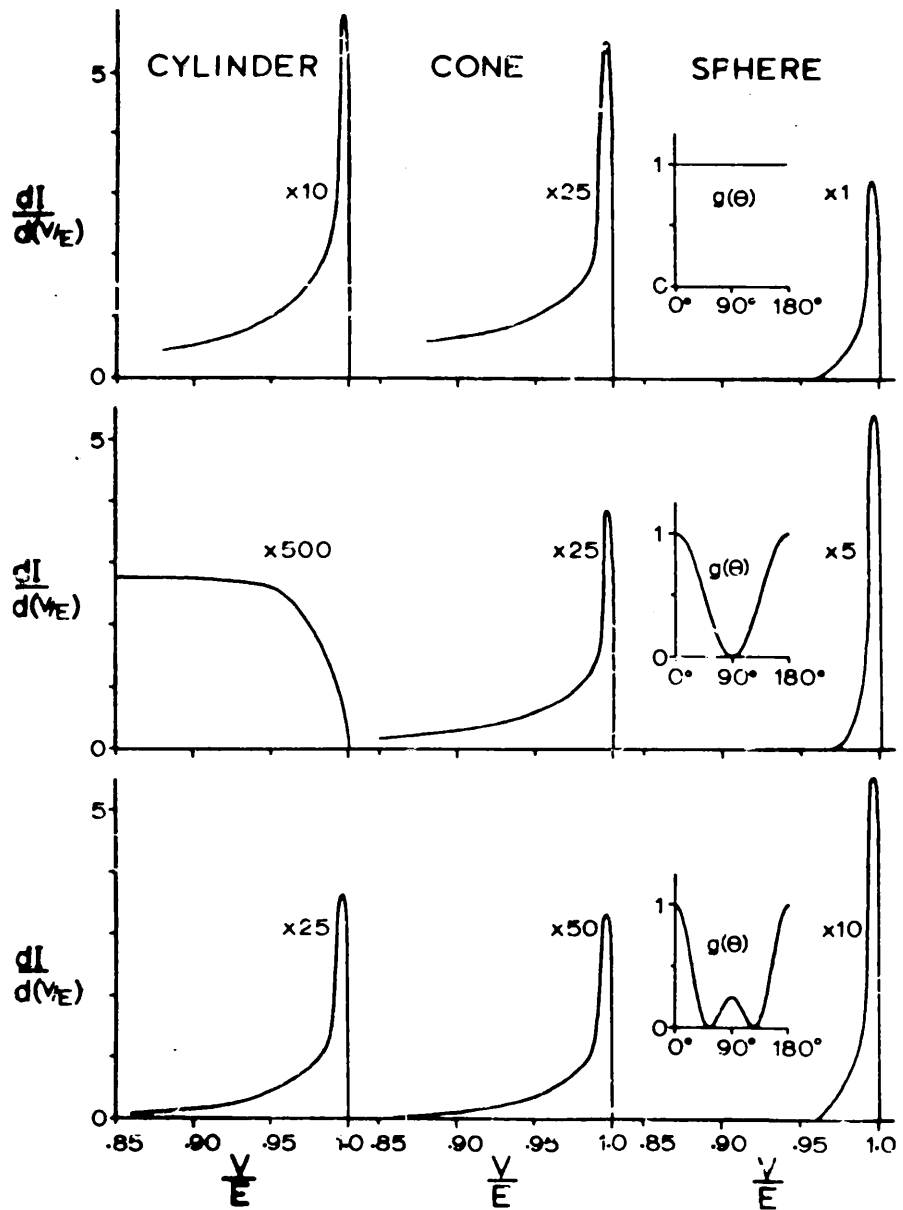 CYLINDER CONE SPHERE
5
x10 x25 x1
1
g(θ)
0
0° 90° 180°
dI
d(V/E)
0
5
x500 x25 x5
1
g(θ)
0
0° 90° 180°
dI
d(V/E)
0
5
x25 x50 x10
1
g(θ)
0
0° 90° 180°
dI
d(V/E)
0
.85 .90 .95 1.0 .85 .90 .95 1.0 .85 .90 .95 1.0
V V V
E E E